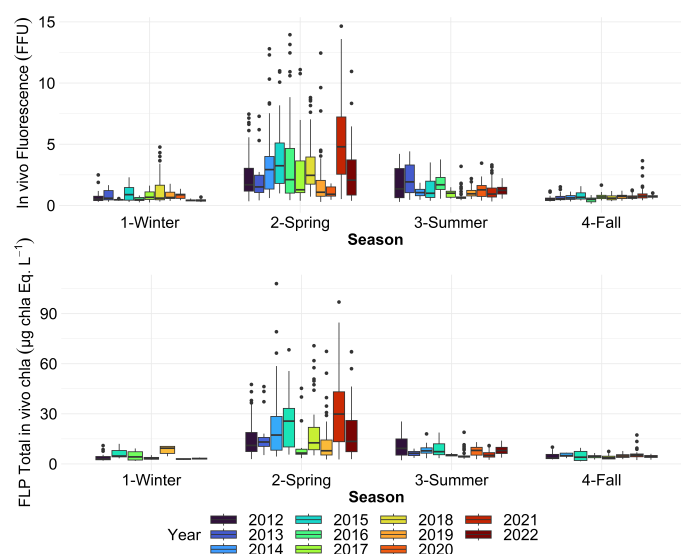 In vivo Fluorescence (FFU)
15
10
5
0
1-Winter 2-Spring 3-Summer 4-Fall
Season
FLP Total in vivo chla (µg chla Eq. L⁻¹)
90
60
30
0
1-Winter 2-Spring 3-Summer 4-Fall
Season
Year
2012 2015 2018 2021
2013 2016 2019 2022
2014 2017 2020